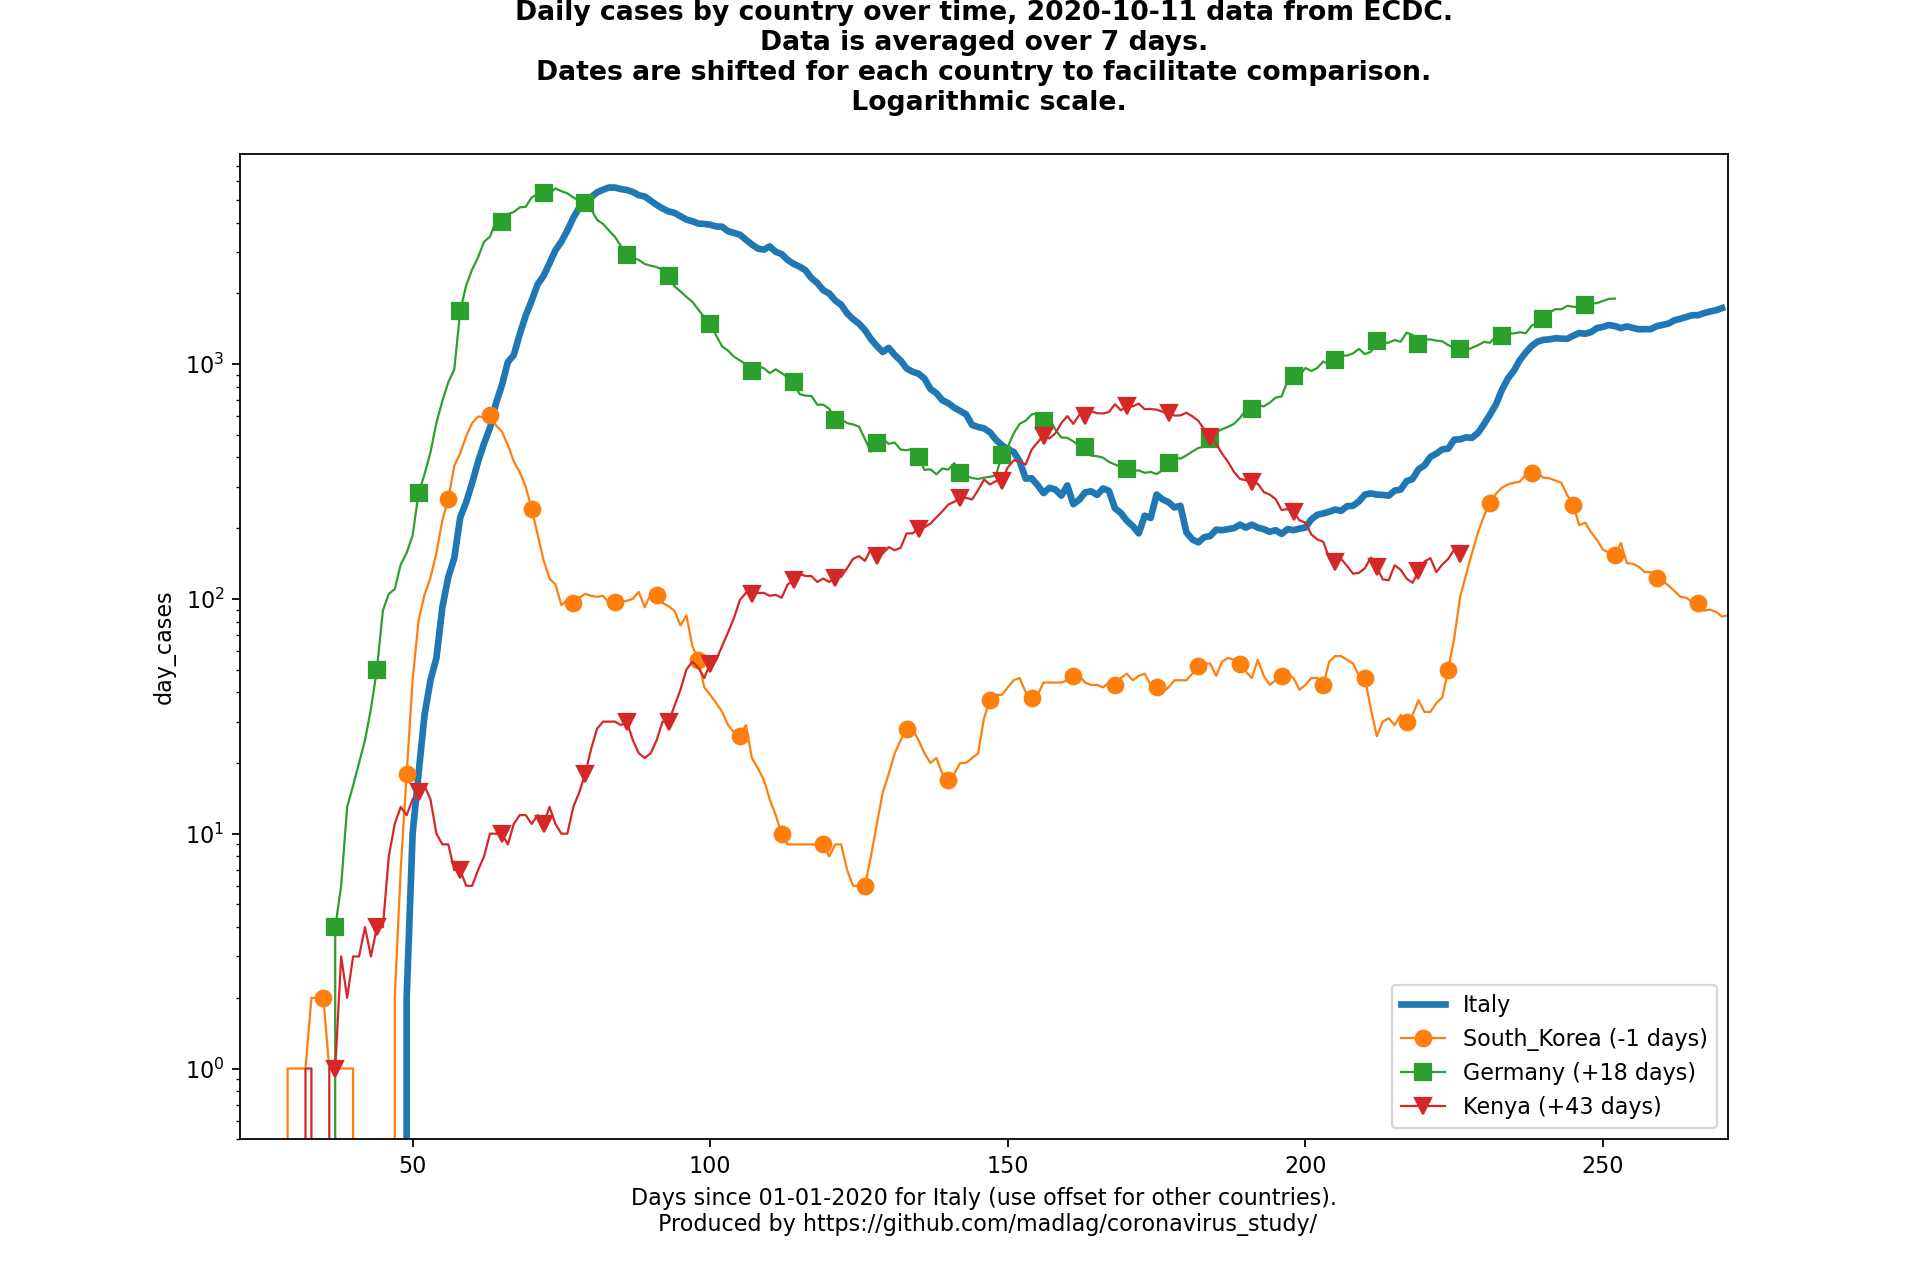 Daily cases by country over time, 2020-10-11 data from ECDC.
Data is averaged over 7 days.
Dates are shifted for each country to facilitate comparison.
Logarithmic scale.
day_cases
10³
10²
10¹
10⁰
50
100
150
200
250
Italy
South_Korea (-1 days)
Germany (+18 days)
Kenya (+43 days)
Days since 01-01-2020 for Italy (use offset for other countries).
Produced by https://github.com/madlag/coronavirus_study/